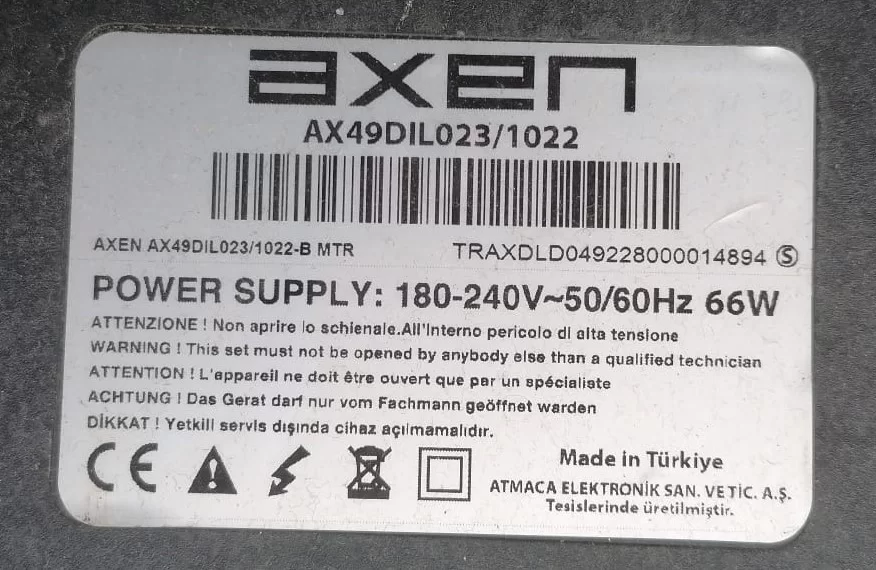 axen
AX49DIL023/1022
AXEN AX49DIL023/1022-B MTR TRAXDLD049228000014894 Ⓢ
POWER SUPPLY: 180-240V~50/60Hz 66W
ATTENZIONE ! Non aprire lo schienale.All'Interno pericolo di alta tensione
WARNING ! This set must not be opened by anybody else than a qualified technician
ATTENTION ! L'appareil ne doit être ouvert que par un spécialiste
ACHTUNG ! Das Gerat darf nur vom Fachmann geöffnet warden
DİKKAT ! Yetkili servis dışında cihaz açılmamalıdır.
CE
Made in Türkiye
ATMACA ELEKTRONİK SAN. VE TİC. A.Ş.
Tesislerinde üretilmiştir.